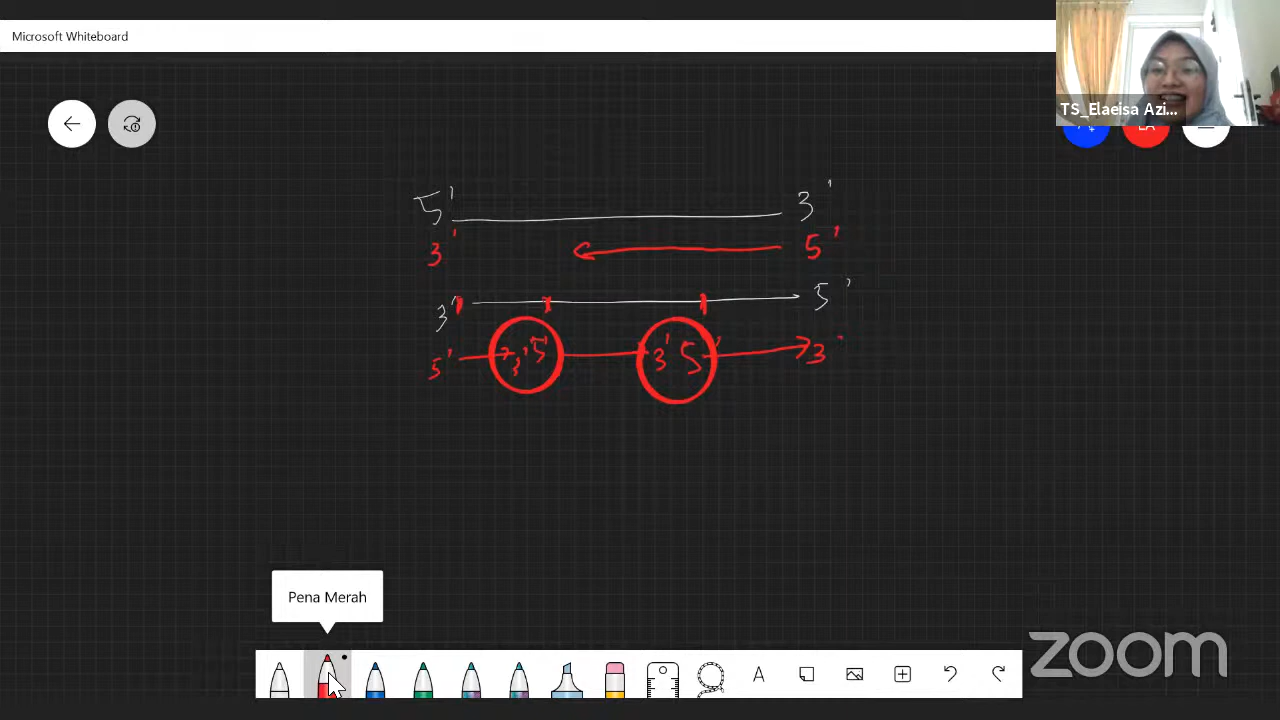 Microsoft Whiteboard
TS_Elaeisa Azi...
5' 3'
3' 5'
3' 5'
5' 3' 5' 3' 5' 3'
Pena Merah
A
zoom